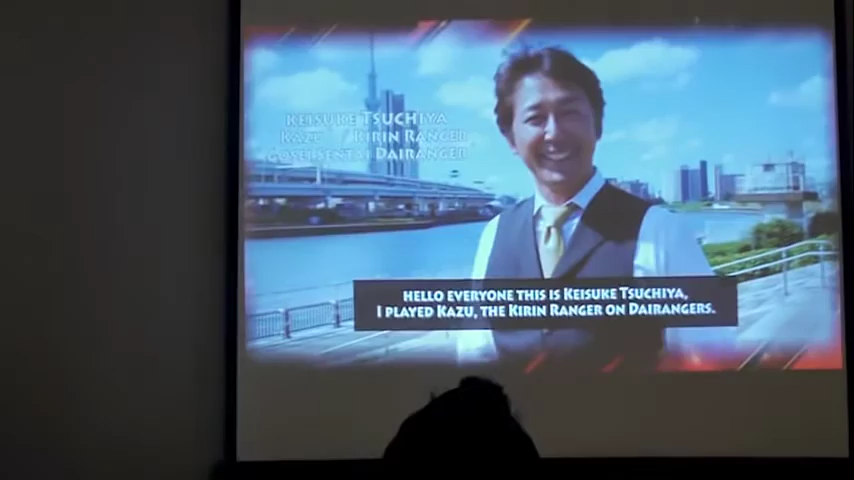 KEISUKE TSUCHIYA
KAZU / KIRIN RANGER
GOSEI SENTAI DAIRANGER
HELLO EVERYONE THIS IS KEISUKE TSUCHIYA,
I PLAYED KAZU, THE KIRIN RANGER ON DAIRANGERS.